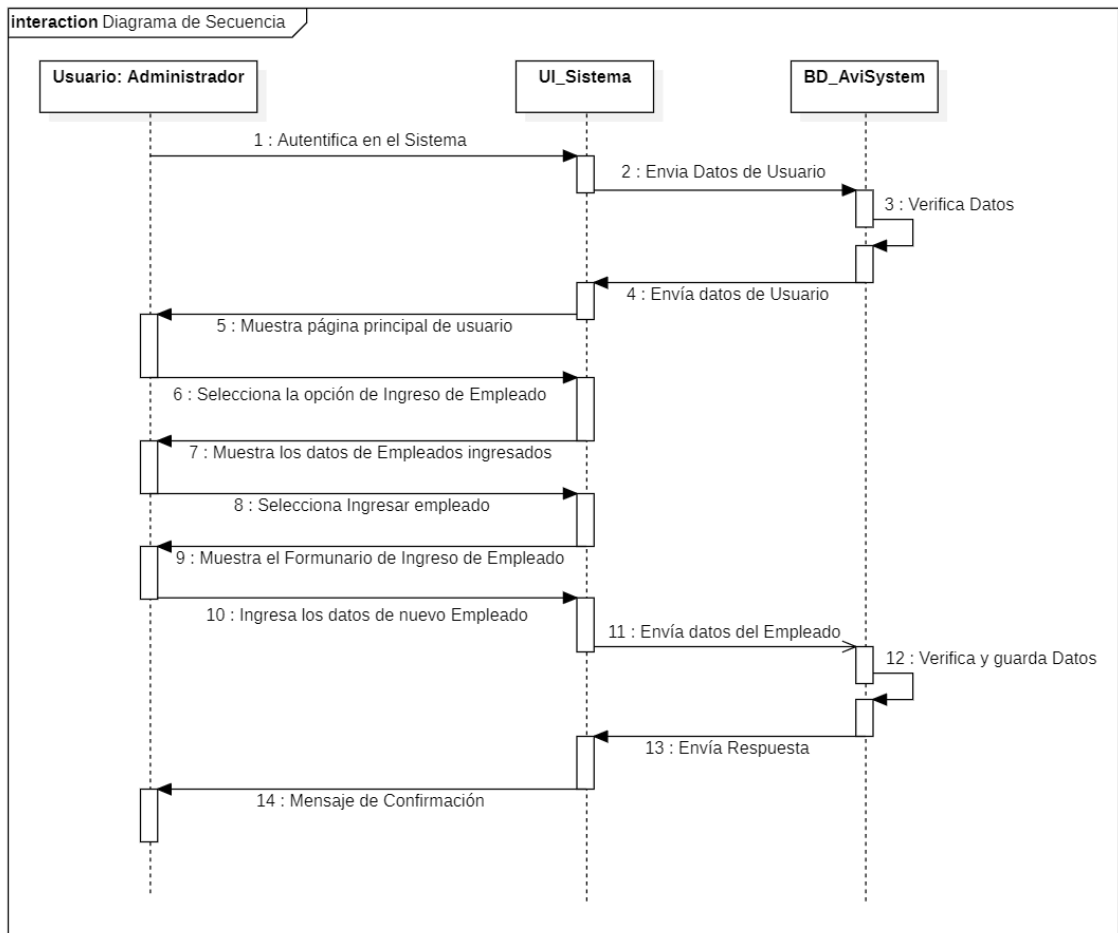 interaction Diagrama de Secuencia
Usuario: Administrador
UI_Sistema
BD_AviSystem
1 : Autentifica en el Sistema
2 : Envia Datos de Usuario
3 : Verifica Datos
4 : Envía datos de Usuario
5 : Muestra página principal de usuario
6 : Selecciona la opción de Ingreso de Empleado
7 : Muestra los datos de Empleados ingresados
8 : Selecciona Ingresar empleado
9 : Muestra el Formunario de Ingreso de Empleado
10 : Ingresa los datos de nuevo Empleado
11 : Envía datos del Empleado
12 : Verifica y guarda Datos
13 : Envía Respuesta
14 : Mensaje de Confirmación